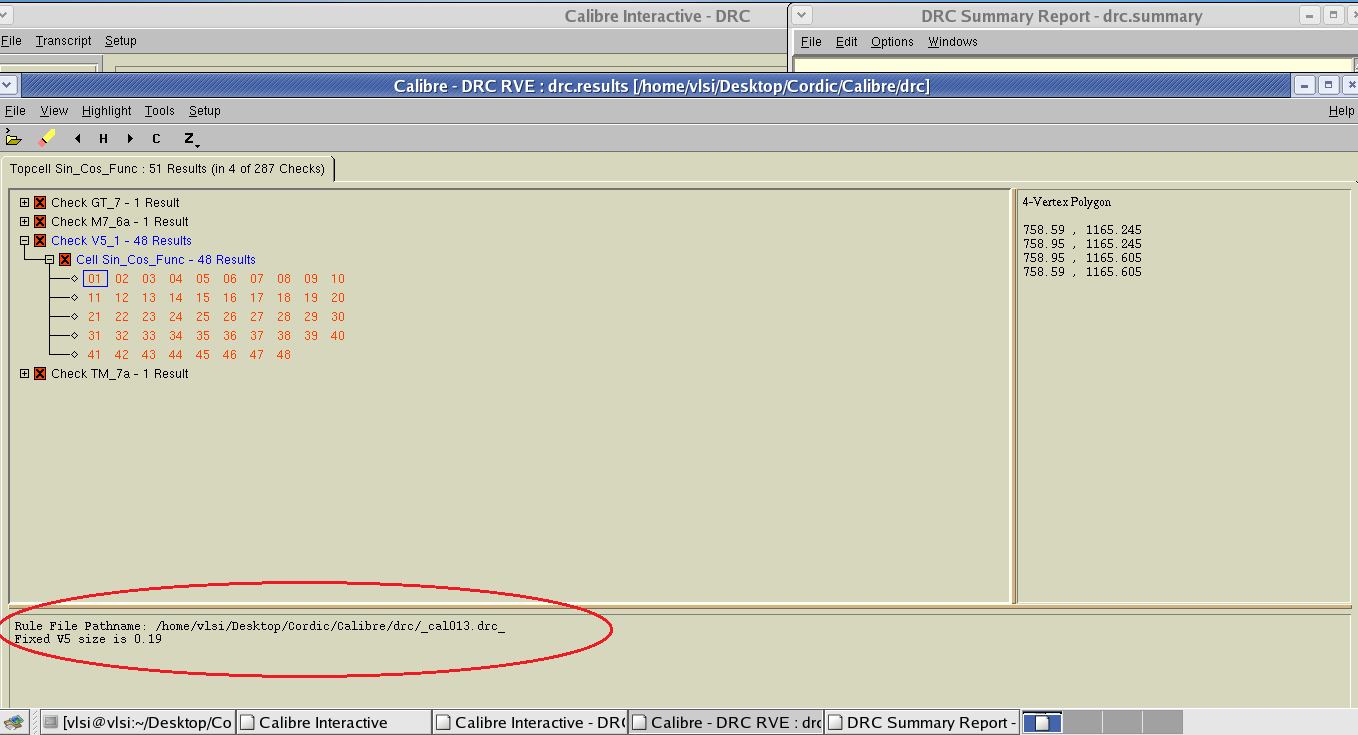 Calibre Interactive - DRC
DRC Summary Report - drc.summary
File Transcript Setup
File Edit Options Windows
Calibre - DRC RVE : drc.results [/home/vlsi/Desktop/Cordic/Calibre/drc]
File View Highlight Tools Setup Help
H C Z
Topcell Sin_Cos_Func : 51 Results (in 4 of 287 Checks)
Check GT_7 - 1 Result
Check M7_6a - 1 Result
Check V5_1 - 48 Results
Cell Sin_Cos_Func - 48 Results
01 02 03 04 05 06 07 08 09 10
11 12 13 14 15 16 17 18 19 20
21 22 23 24 25 26 27 28 29 30
31 32 33 34 35 36 37 38 39 40
41 42 43 44 45 46 47 48
Check TM_7a - 1 Result
4-Vertex Polygon
758.59 , 1165.245
758.95 , 1165.245
758.95 , 1165.605
758.59 , 1165.605
Rule File Pathname: /home/vlsi/Desktop/Cordic/Calibre/drc/_cal013.drc_
Fixed V5 size is 0.19
[vlsi@vlsi:~/Desktop/Co
Calibre Interactive
Calibre Interactive - DRC
Calibre - DRC RVE : drc
DRC Summary Report -